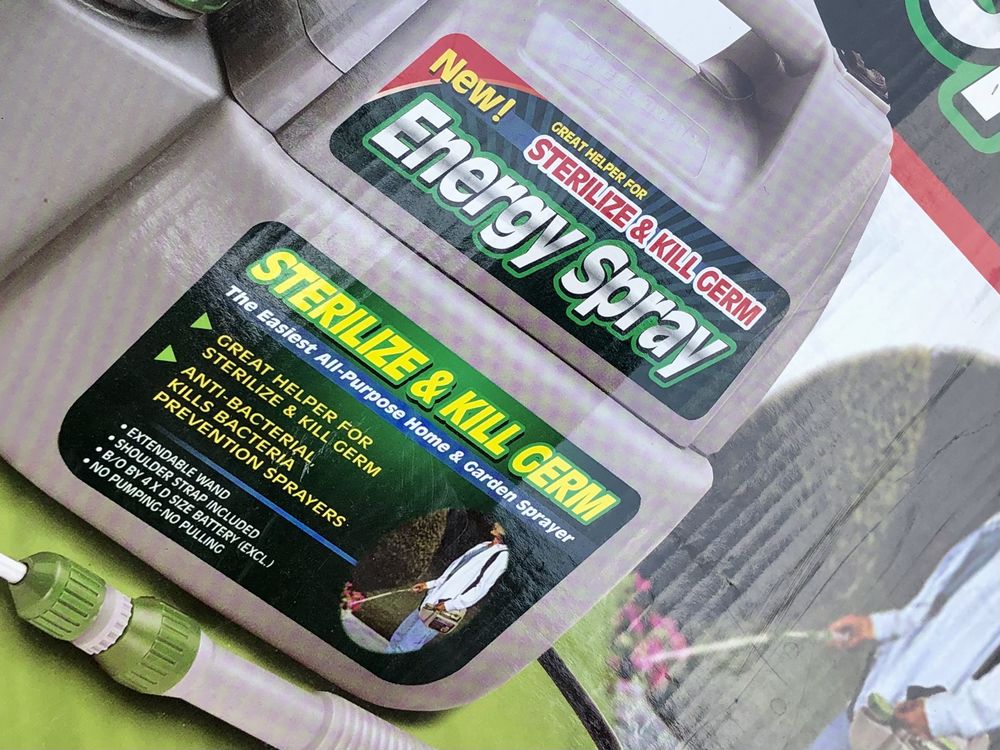 New!
GREAT HELPER FOR
STERILIZE & KILL GERM
Energy Spray
STERILIZE & KILL GERM
The Easiest All-Purpose Home & Garden Sprayer
GREAT HELPER FOR
STERILIZE & KILL GERM
ANTI-BACTERIAL,
KILLS BACTERIA
PREVENTION SPRAYERS
• EXTENDABLE WAND
• SHOULDER STRAP INCLUDED
• B/O BY 4 X D SIZE BATTERY (EXCL.)
• NO PUMPING-NO PULLING